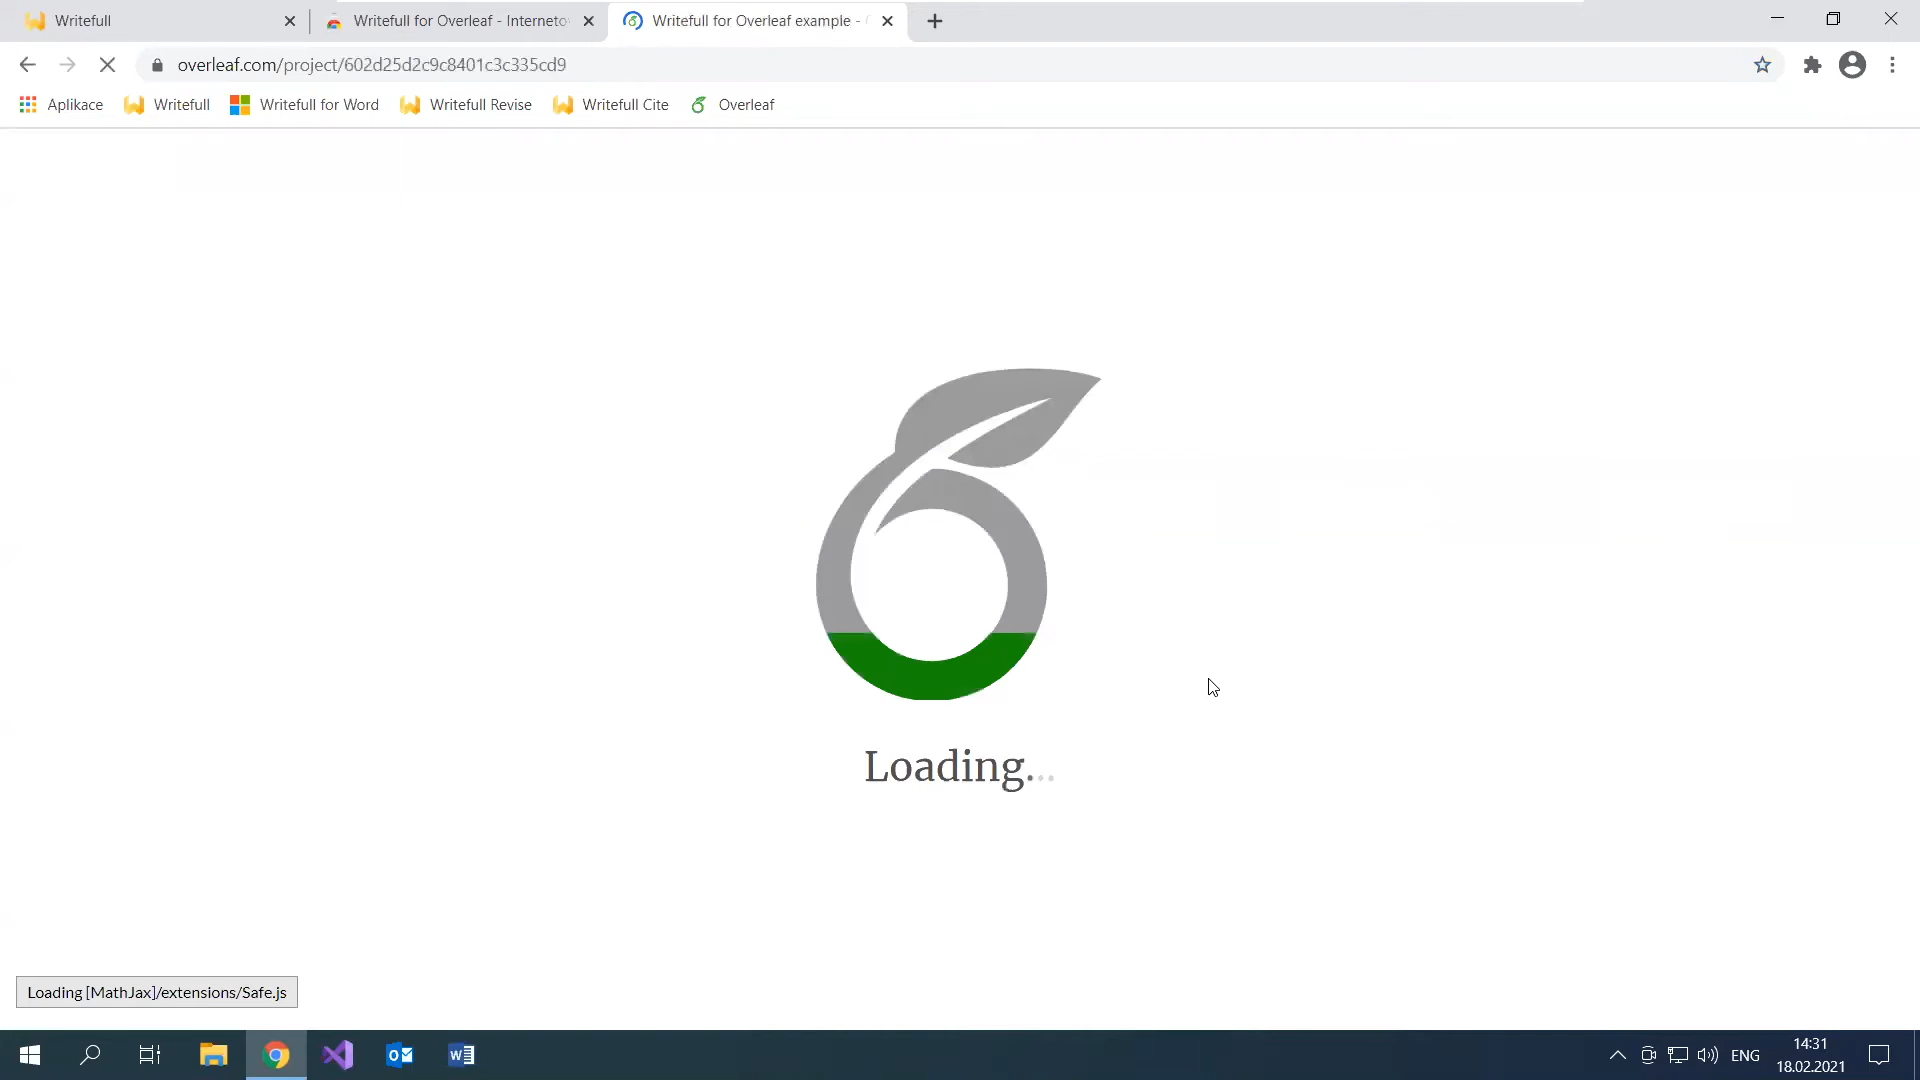 Writefull
Writefull for Overleaf - Interneto
Writefull for Overleaf example -
overleaf.com/project/602d25d2c9c8401c3c335cd9
Aplikace
Writefull
Writefull for Word
Writefull Revise
Writefull Cite
Overleaf
Loading...
Loading [MathJax]/extensions/Safe.js
ENG
14:31
18.02.2021